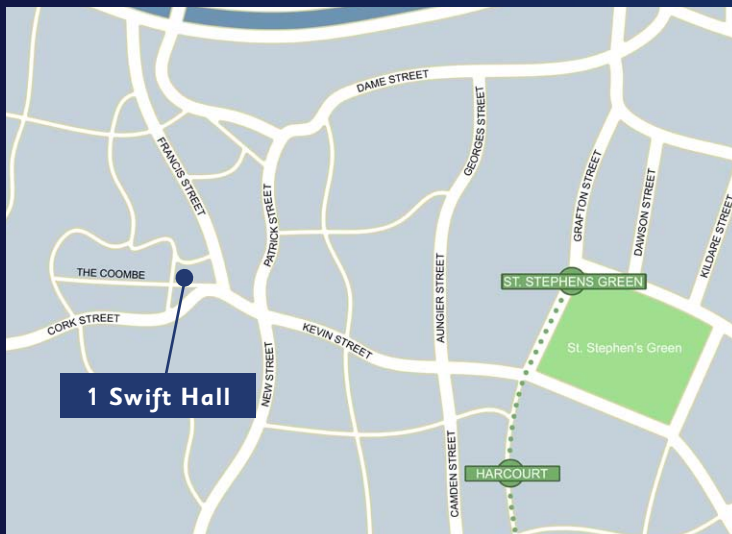 DAME STREET
GEORGES STREET
FRANCIS STREET
PATRICK STREET
GRAFTON STREET
DAWSON STREET
KILDARE STREET
THE COOMBE
ST. STEPHENS GREEN
AUNGIER STREET
CORK STREET
KEVIN STREET
St. Stephen's Green
1 Swift Hall
NEW STREET
CAMDEN STREET
HARCOURT